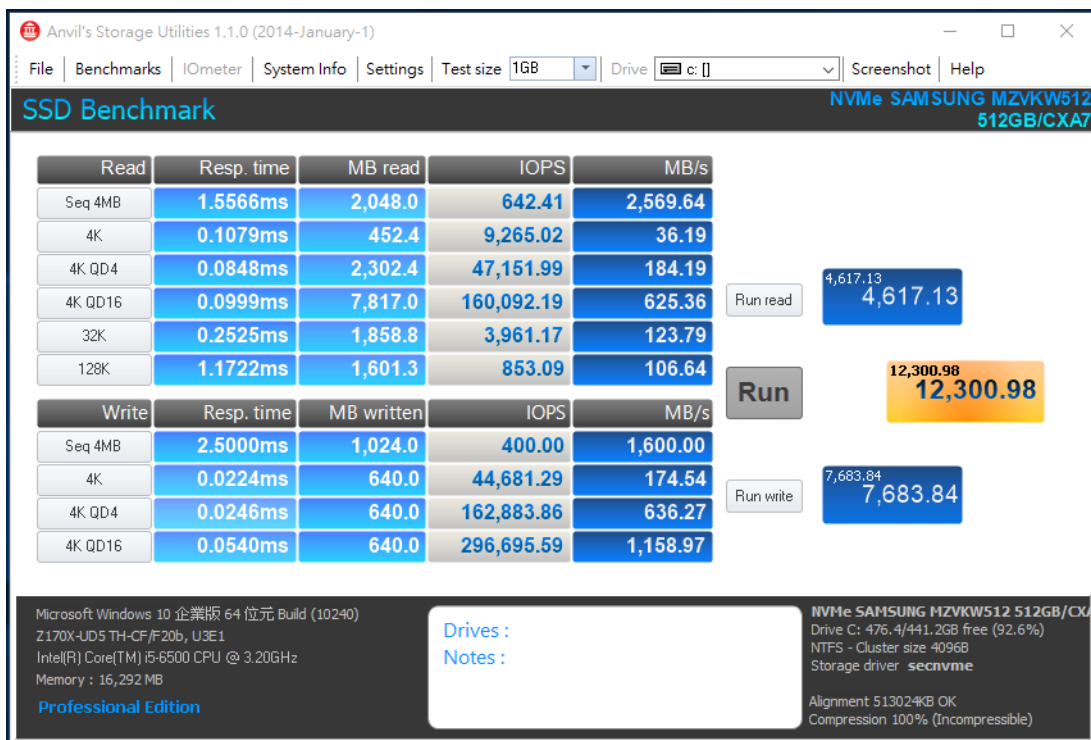 Anvil's Storage Utilities 1.1.0 (2014-January-1)
File Benchmarks IOmeter System Info Settings Test size 1GB Drive c: [] Screenshot Help
SSD Benchmark
NVMe SAMSUNG MZVKW512
512GB/CXA7
Read Resp. time MB read IOPS MB/s
Seq 4MB 1.5566ms 2,048.0 642.41 2,569.64
4K 0.1079ms 452.4 9,265.02 36.19
4K QD4 0.0848ms 2,302.4 47,151.99 184.19
4K QD16 0.0999ms 7,817.0 160,092.19 625.36
32K 0.2525ms 1,858.8 3,961.17 123.79
128K 1.1722ms 1,601.3 853.09 106.64
Run read
4,617.13
4,617.13
Run
12,300.98
12,300.98
Write Resp. time MB written IOPS MB/s
Seq 4MB 2.5000ms 1,024.0 400.00 1,600.00
4K 0.0224ms 640.0 44,681.29 174.54
4K QD4 0.0246ms 640.0 162,883.86 636.27
4K QD16 0.0540ms 640.0 296,695.59 1,158.97
Run write
7,683.84
7,683.84
Microsoft Windows 10 企業版 64 位元 Build (10240)
Z170X-UD5 TH-CF/F20b, U3E1
Intel(R) Core(TM) i5-6500 CPU @ 3.20GHz
Memory : 16,292 MB
Professional Edition
Drives :
Notes :
NVMe SAMSUNG MZVKW512 512GB/CXA
Drive C: 476.4/441.2GB free (92.6%)
NTFS - Cluster size 4096B
Storage driver secnvme
Alignment 513024KB OK
Compression 100% (Incompressible)